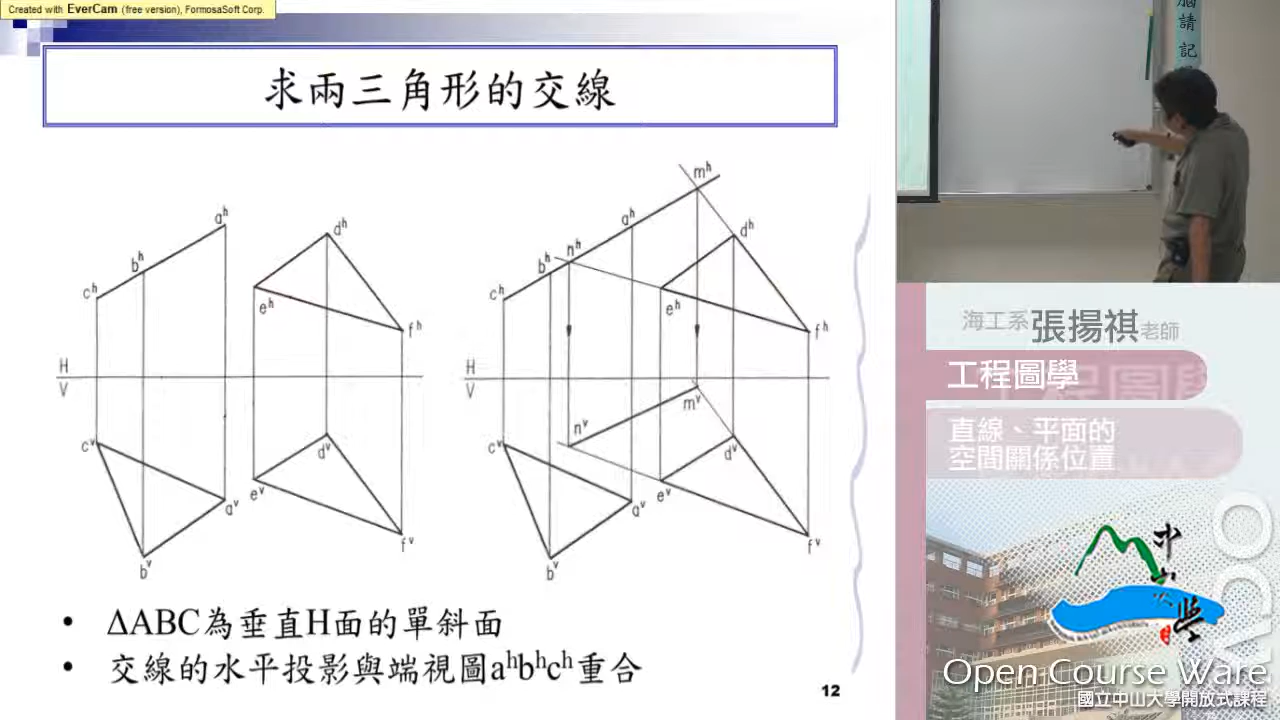 Created with EverCam (free version), FormosaSoft Corp.
求兩三角形的交線
aʰ
bʰ
cʰ
dʰ
eʰ
fʰ
H
V
cᵛ
aᵛ
bᵛ
dᵛ
eᵛ
fᵛ
mʰ
aʰ
nʰ
bʰ
cʰ
dʰ
eʰ
fʰ
H
V
mᵛ
nᵛ
cᵛ
aᵛ
bᵛ
dᵛ
eᵛ
fᵛ
• ΔABC為垂直H面的單斜面
• 交線的水平投影與端視圖aʰbʰcʰ重合
12
請記
海工系張揚祺老師
工程圖學
直線、平面的
空間關係位置
中山大學
Open Course Ware
國立中山大學開放式課程